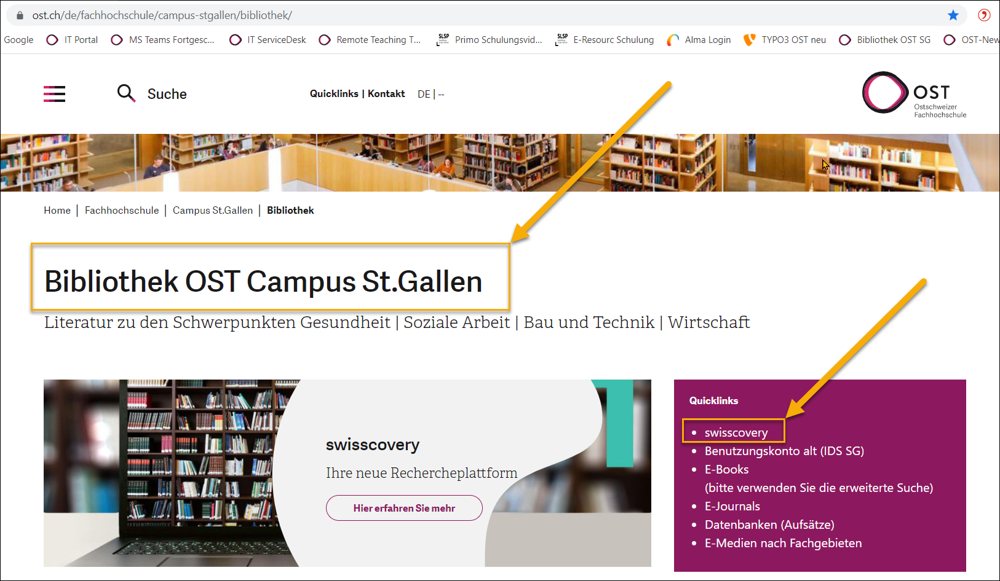 ost.ch/de/fachhochschule/campus-stgallen/bibliothek/
Google IT Portal MS Teams Fortgesc... IT ServiceDesk Remote Teaching T... SLSP Primo Schulungsvid... SLSP E-Resourc Schulung Alma Login TYPO3 OST neu Bibliothek OST SG OST-New
Suche
Quicklinks | Kontakt DE | --
OST
Ostschweizer
Fachhochschule
Home | Fachhochschule | Campus St.Gallen | Bibliothek
Bibliothek OST Campus St.Gallen
Literatur zu den Schwerpunkten Gesundheit | Soziale Arbeit | Bau und Technik | Wirtschaft
swisscovery
Ihre neue Rechercheplattform
Hier erfahren Sie mehr
Quicklinks
• swisscovery
• Benutzungskonto alt (IDS SG)
• E-Books
(bitte verwenden Sie die erweiterte Suche)
• E-Journals
• Datenbanken (Aufsätze)
• E-Medien nach Fachgebieten